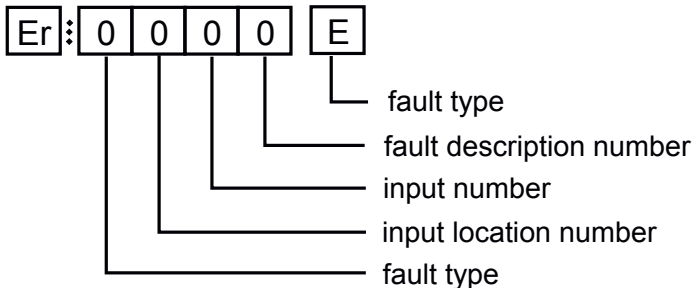 Er 0 0 0 0 E
fault type
fault description number
input number
input location number
fault type